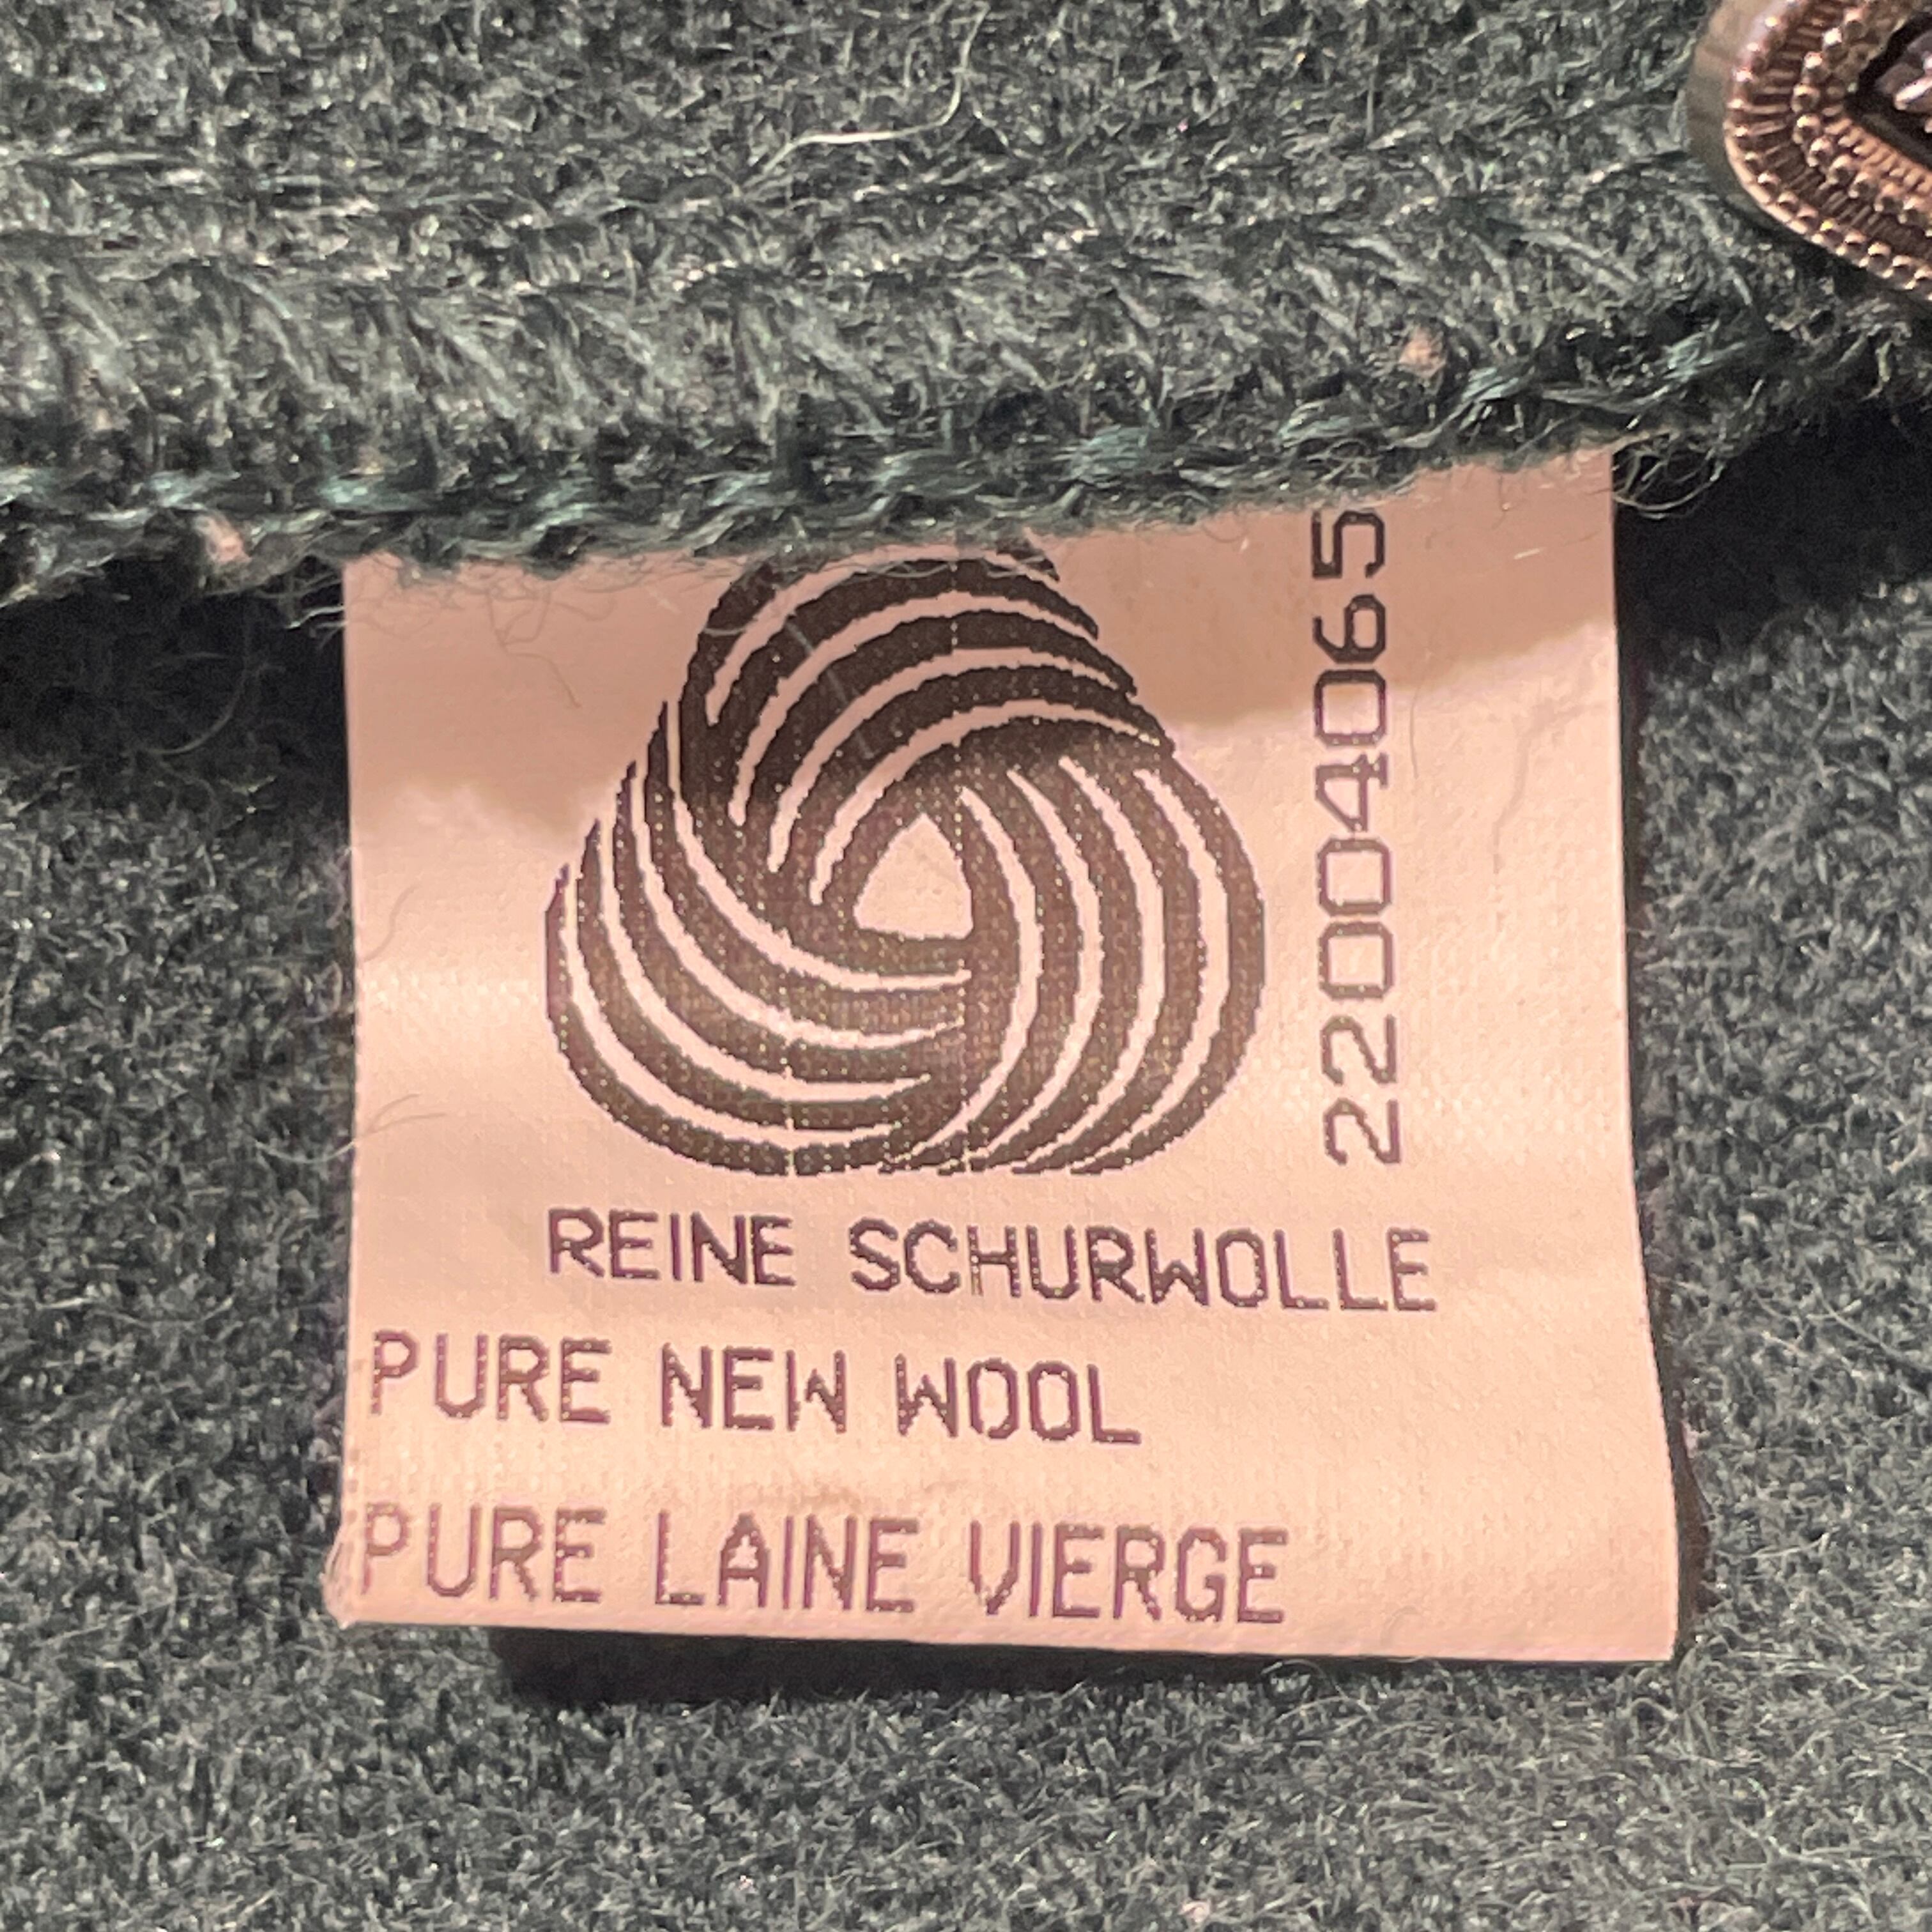 22004065
REINE SCHURWOLLE
PURE NEW WOOL
PURE LAINE VIERGE